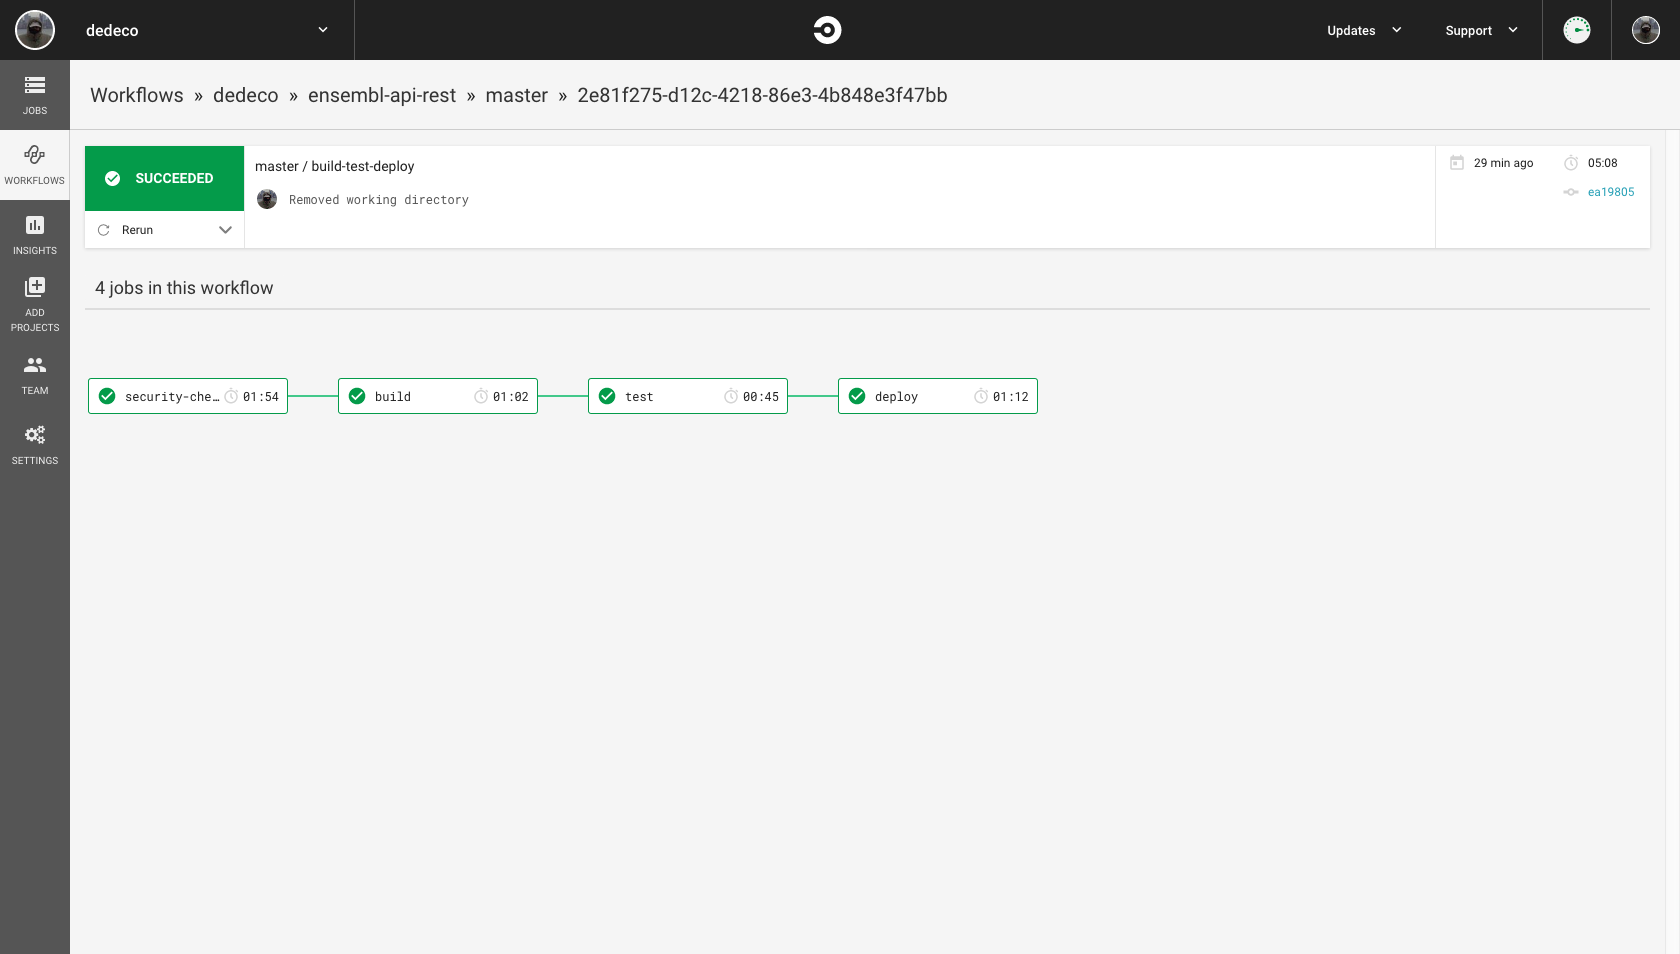 dedeco
Updates
Support
JOBS
WORKFLOWS
INSIGHTS
ADD
PROJECTS
TEAM
SETTINGS
Workflows » dedeco » ensembl-api-rest » master » 2e81f275-d12c-4218-86e3-4b848e3f47bb
SUCCEEDED
Rerun
master / build-test-deploy
Removed working directory
29 min ago
05:08
ea19805
4 jobs in this workflow
security-che… 01:54
build 01:02
test 00:45
deploy 01:12